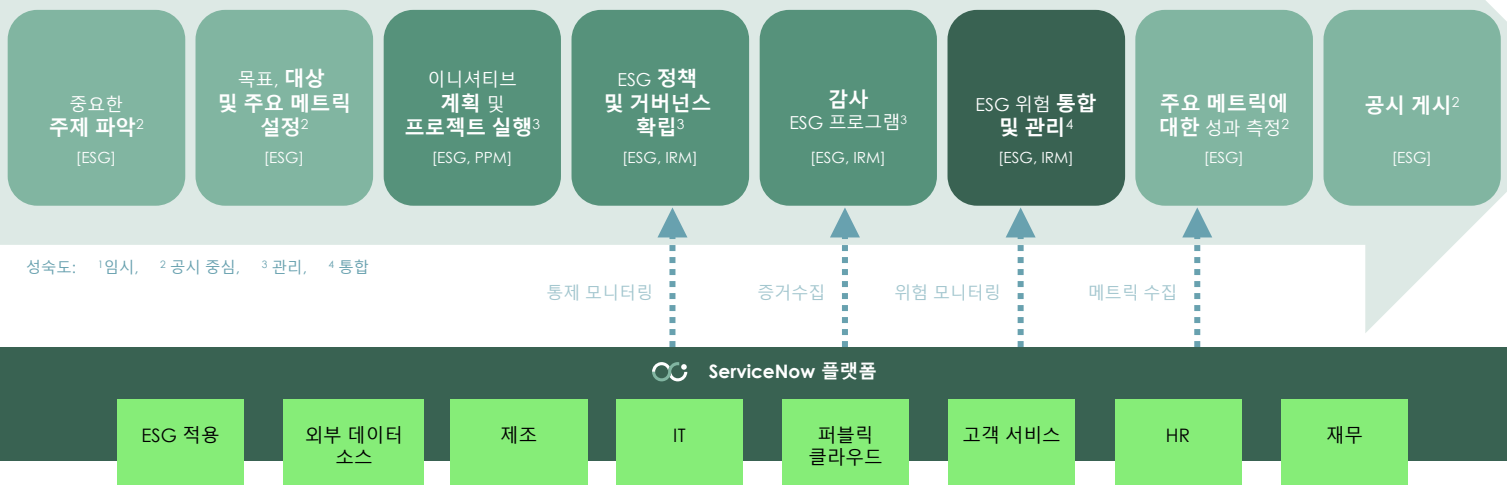 중요한
주제 파악²
[ESG]
목표, 대상
및 주요 메트릭
설정²
[ESG]
이니셔티브
계획 및
프로젝트 실행³
[ESG, PPM]
ESG 정책
및 거버넌스
확립³
[ESG, IRM]
감사
ESG 프로그램³
[ESG, IRM]
ESG 위험 통합
및 관리⁴
[ESG, IRM]
주요 메트릭에
대한 성과 측정²
[ESG]
공시 게시²
[ESG]
성숙도: ¹임시, ² 공시 중심, ³ 관리, ⁴ 통합
통제 모니터링
증거수집
위험 모니터링
메트릭 수집
ServiceNow 플랫폼
ESG 적용
외부 데이터
소스
제조
IT
퍼블릭
클라우드
고객 서비스
HR
재무